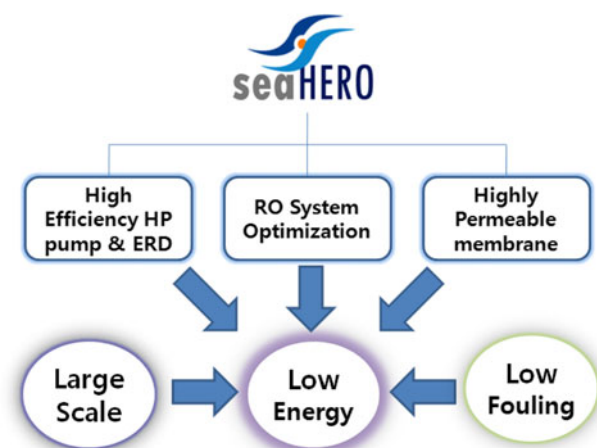 seaHERO
High
Efficiency HP
pump & ERD
RO System
Optimization
Highly
Permeable
membrane
Large
Scale
Low
Energy
Low
Fouling